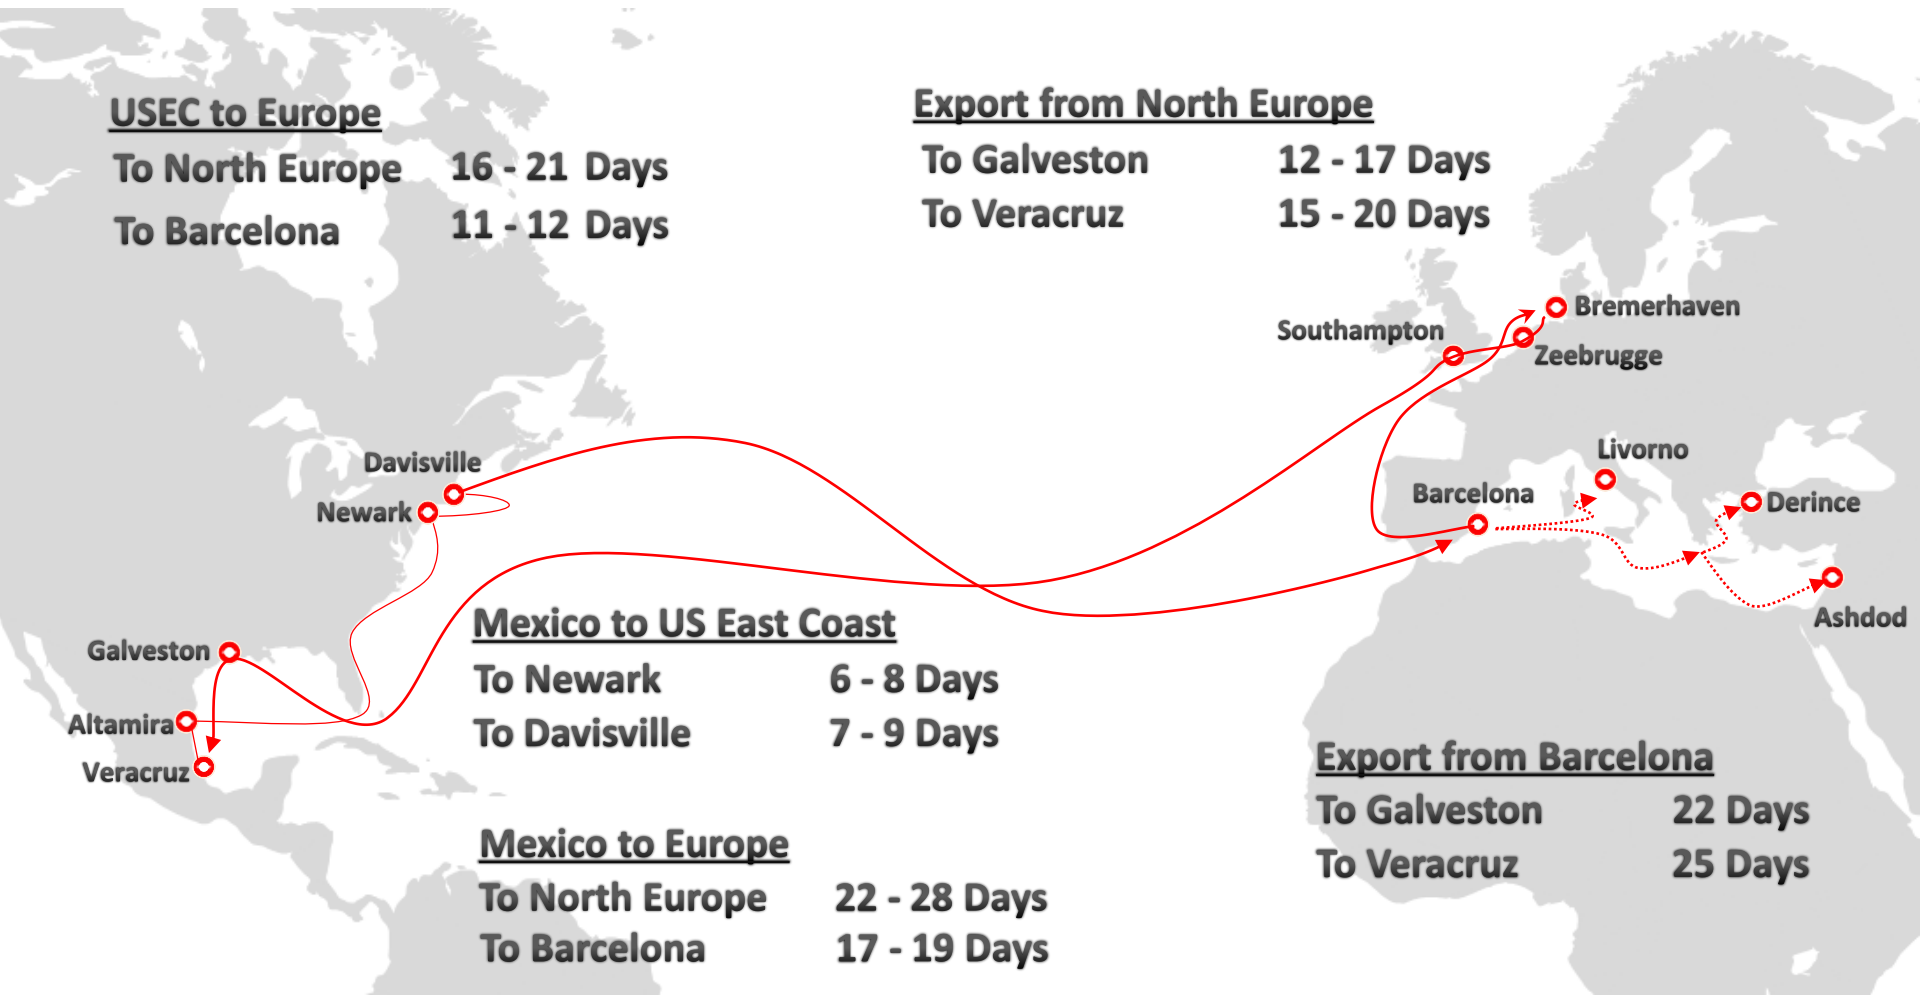 USEC to Europe
To North Europe 16 - 21 Days
To Barcelona 11 - 12 Days
Export from North Europe
To Galveston 12 - 17 Days
To Veracruz 15 - 20 Days
Bremerhaven
Southampton
Zeebrugge
Livorno
Davisville
Barcelona
Derince
Newark
Ashdod
Mexico to US East Coast
Galveston
To Newark 6 - 8 Days
Altamira
To Davisville 7 - 9 Days
Veracruz
Export from Barcelona
To Galveston 22 Days
To Veracruz 25 Days
Mexico to Europe
To North Europe 22 - 28 Days
To Barcelona 17 - 19 Days